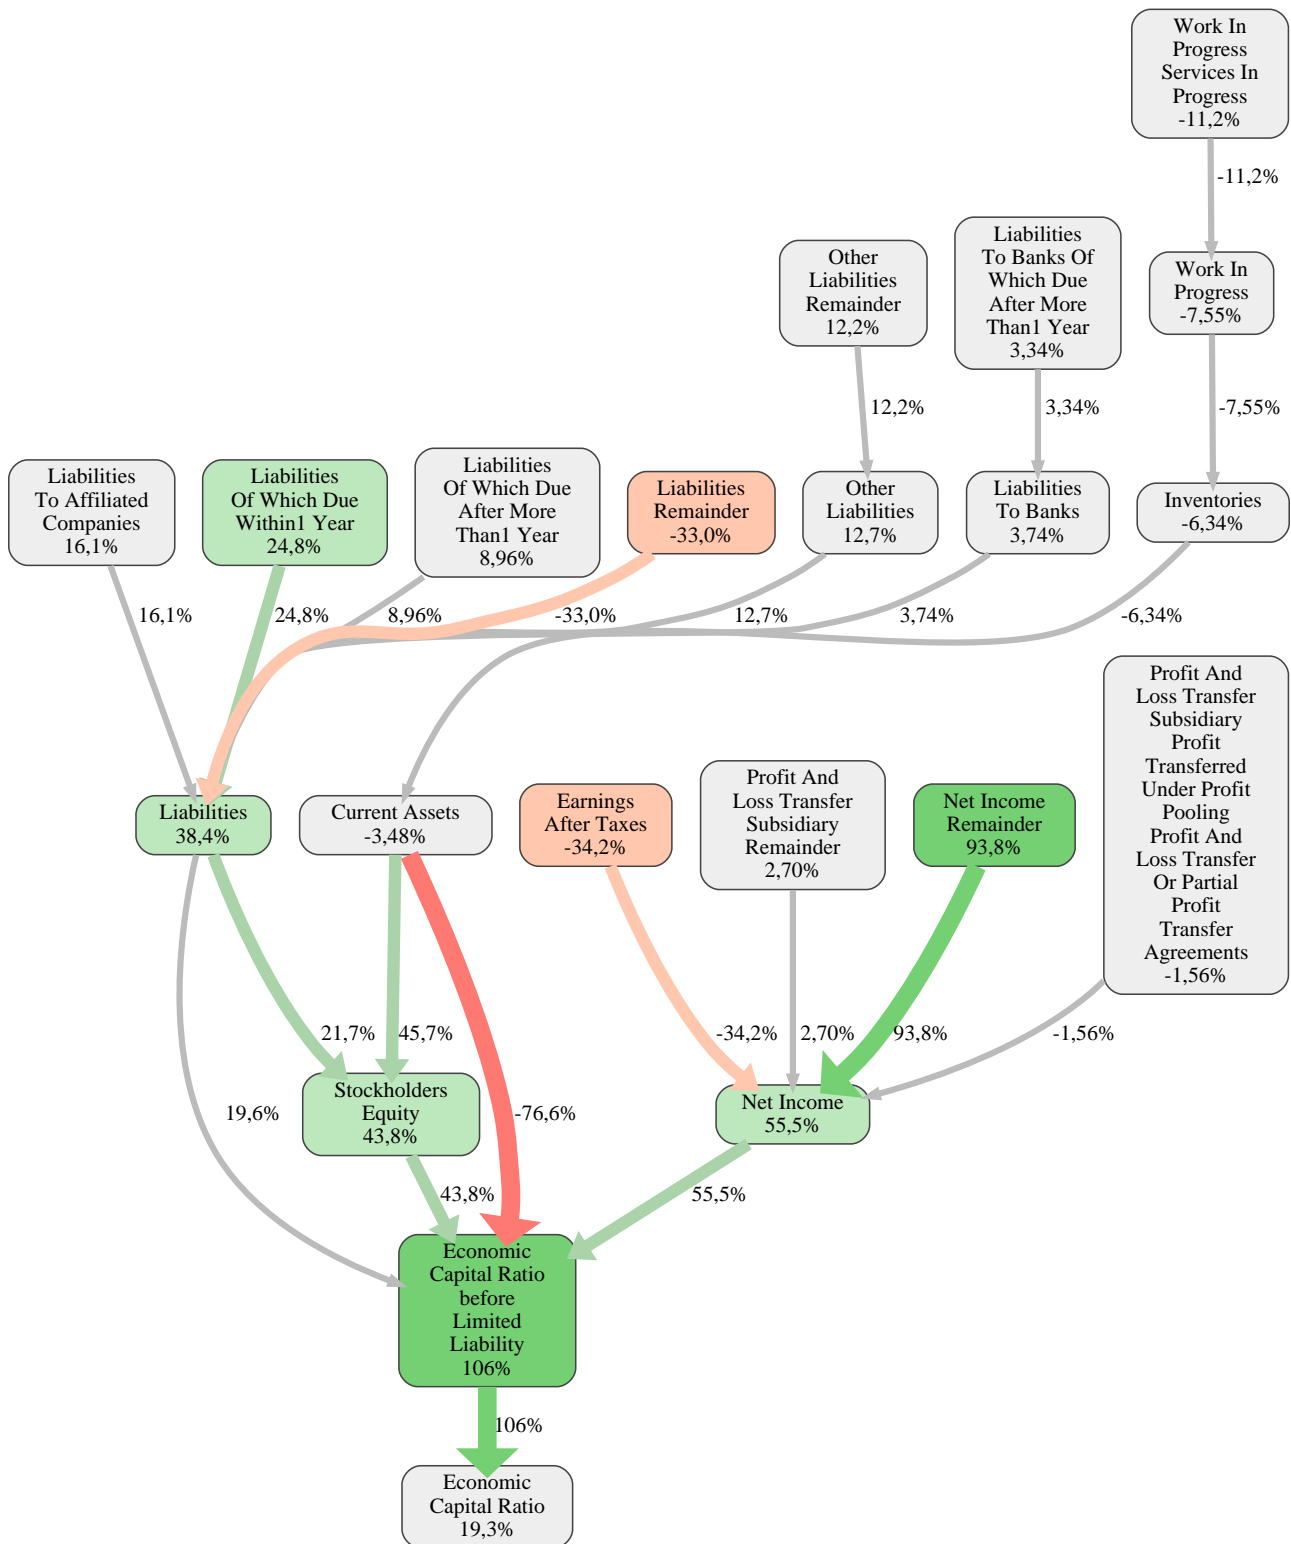 Work In
Progress
Services In
Progress
-11,2%
-11,2%
Other
Liabilities
Remainder
12,2%
Liabilities
To Banks Of
Which Due
After More
Than1 Year
3,34%
Work In
Progress
-7,55%
12,2%
3,34%
-7,55%
Liabilities
To Affiliated
Companies
16,1%
Liabilities
Of Which Due
Within1 Year
24,8%
Liabilities
Of Which Due
After More
Than1 Year
8,96%
Liabilities
Remainder
-33,0%
Other
Liabilities
12,7%
Liabilities
To Banks
3,74%
Inventories
-6,34%
16,1%
24,8%
8,96%
-33,0%
12,7%
3,74%
-6,34%
Liabilities
38,4%
Current Assets
-3,48%
Earnings
After Taxes
-34,2%
Profit And
Loss Transfer
Subsidiary
Remainder
2,70%
Net Income
Remainder
93,8%
Profit And
Loss Transfer
Subsidiary
Profit
Transferred
Under Profit
Pooling
Profit And
Loss Transfer
Or Partial
Profit
Transfer
Agreements
-1,56%
21,7%
45,7%
-34,2%
2,70%
93,8%
-1,56%
19,6%
Stockholders
Equity
43,8%
-76,6%
Net Income
55,5%
43,8%
55,5%
Economic
Capital Ratio
before
Limited
Liability
106%
106%
Economic
Capital Ratio
19,3%